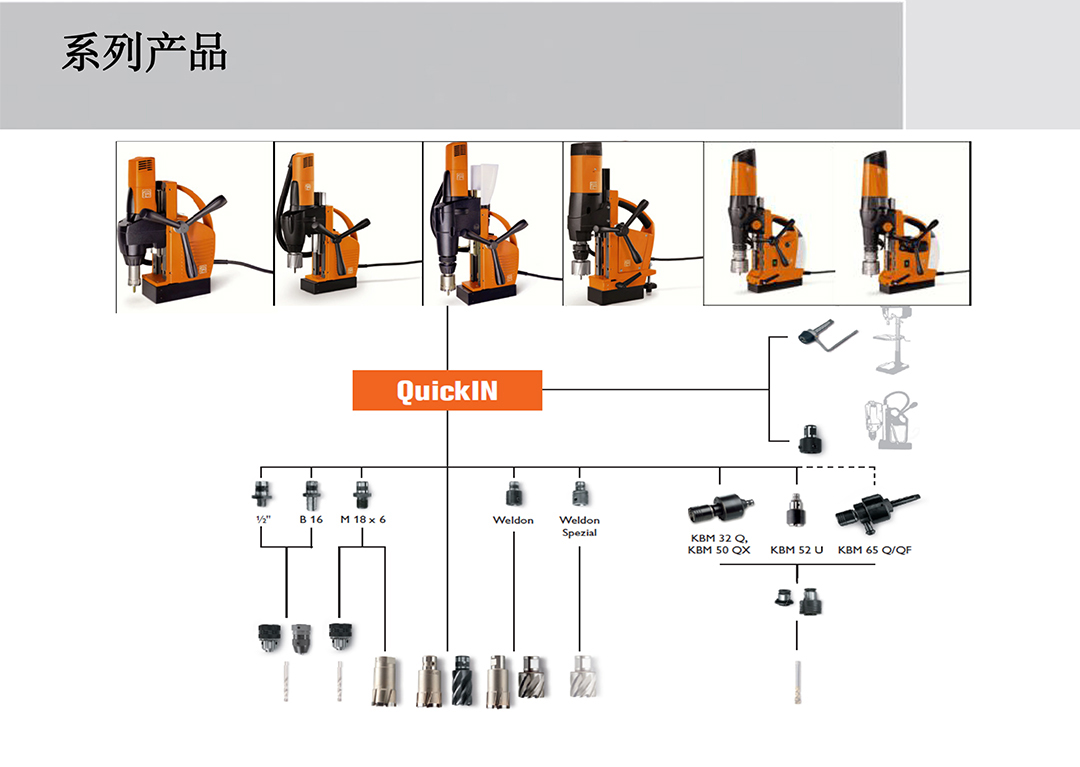 系列产品
QuickIN
½"
B 16
M 18 x 6
Weldon
Weldon
Spezial
KBM 32 Q,
KBM 50 QX
KBM 52 U
KBM 65 Q/QF